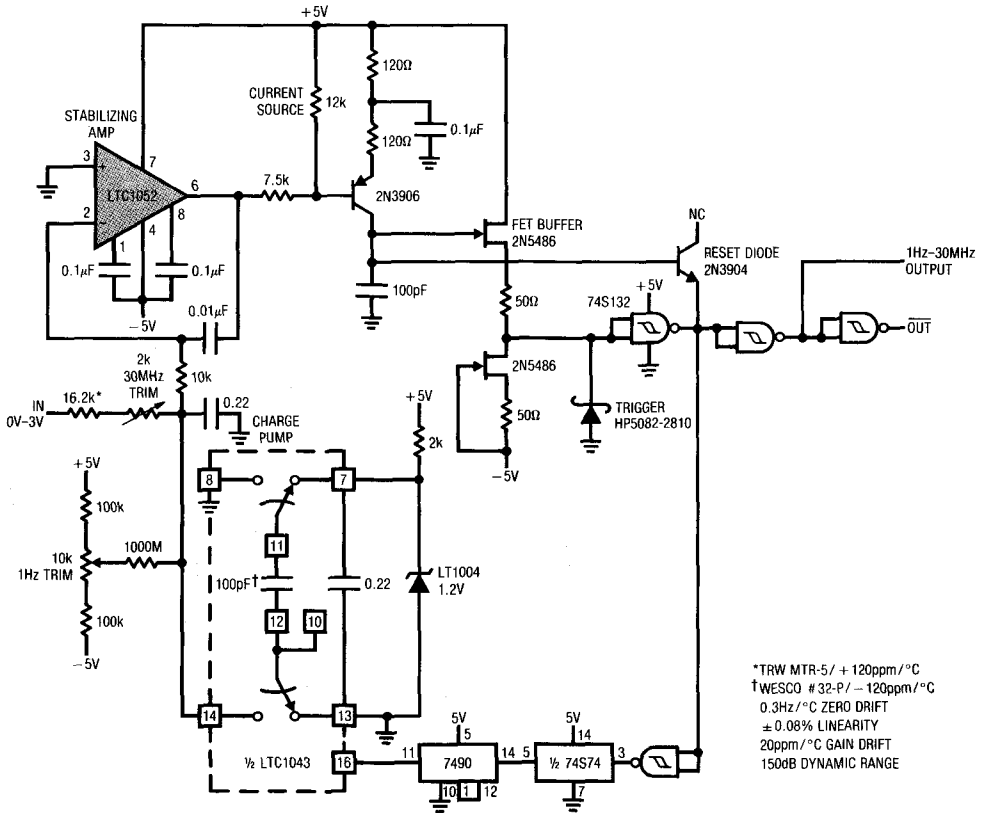 +5V
STABILIZING
AMP
3
+
7
LTC1052
6
2
−
8
1
4
0.1μF
0.1μF
−5V
CURRENT
SOURCE
12k
120Ω
120Ω
0.1μF
7.5k
2N3906
100pF
FET BUFFER
2N5486
50Ω
2N5486
50Ω
−5V
NC
RESET DIODE
2N3904
+5V
74S132
1Hz–30MHz
OUTPUT
OUT
TRIGGER
HP5082-2810
0.01μF
2k
30MHz
TRIM
10k
IN
0V–3V
16.2k*
0.22
CHARGE
PUMP
+5V
100k
10k
1Hz TRIM
1000M
100k
−5V
8
7
11
100pF†
12
10
0.22
14
13
½ LTC1043
16
+5V
2k
LT1004
1.2V
5V
5
11
7490
14
10
1
12
5V
14
5
½ 74S74
3
7
*TRW MTR-5/ +120ppm/°C
†WESCO #32-P/ −120ppm/°C
0.3Hz/°C ZERO DRIFT
±0.08% LINEARITY
20ppm/°C GAIN DRIFT
150dB DYNAMIC RANGE